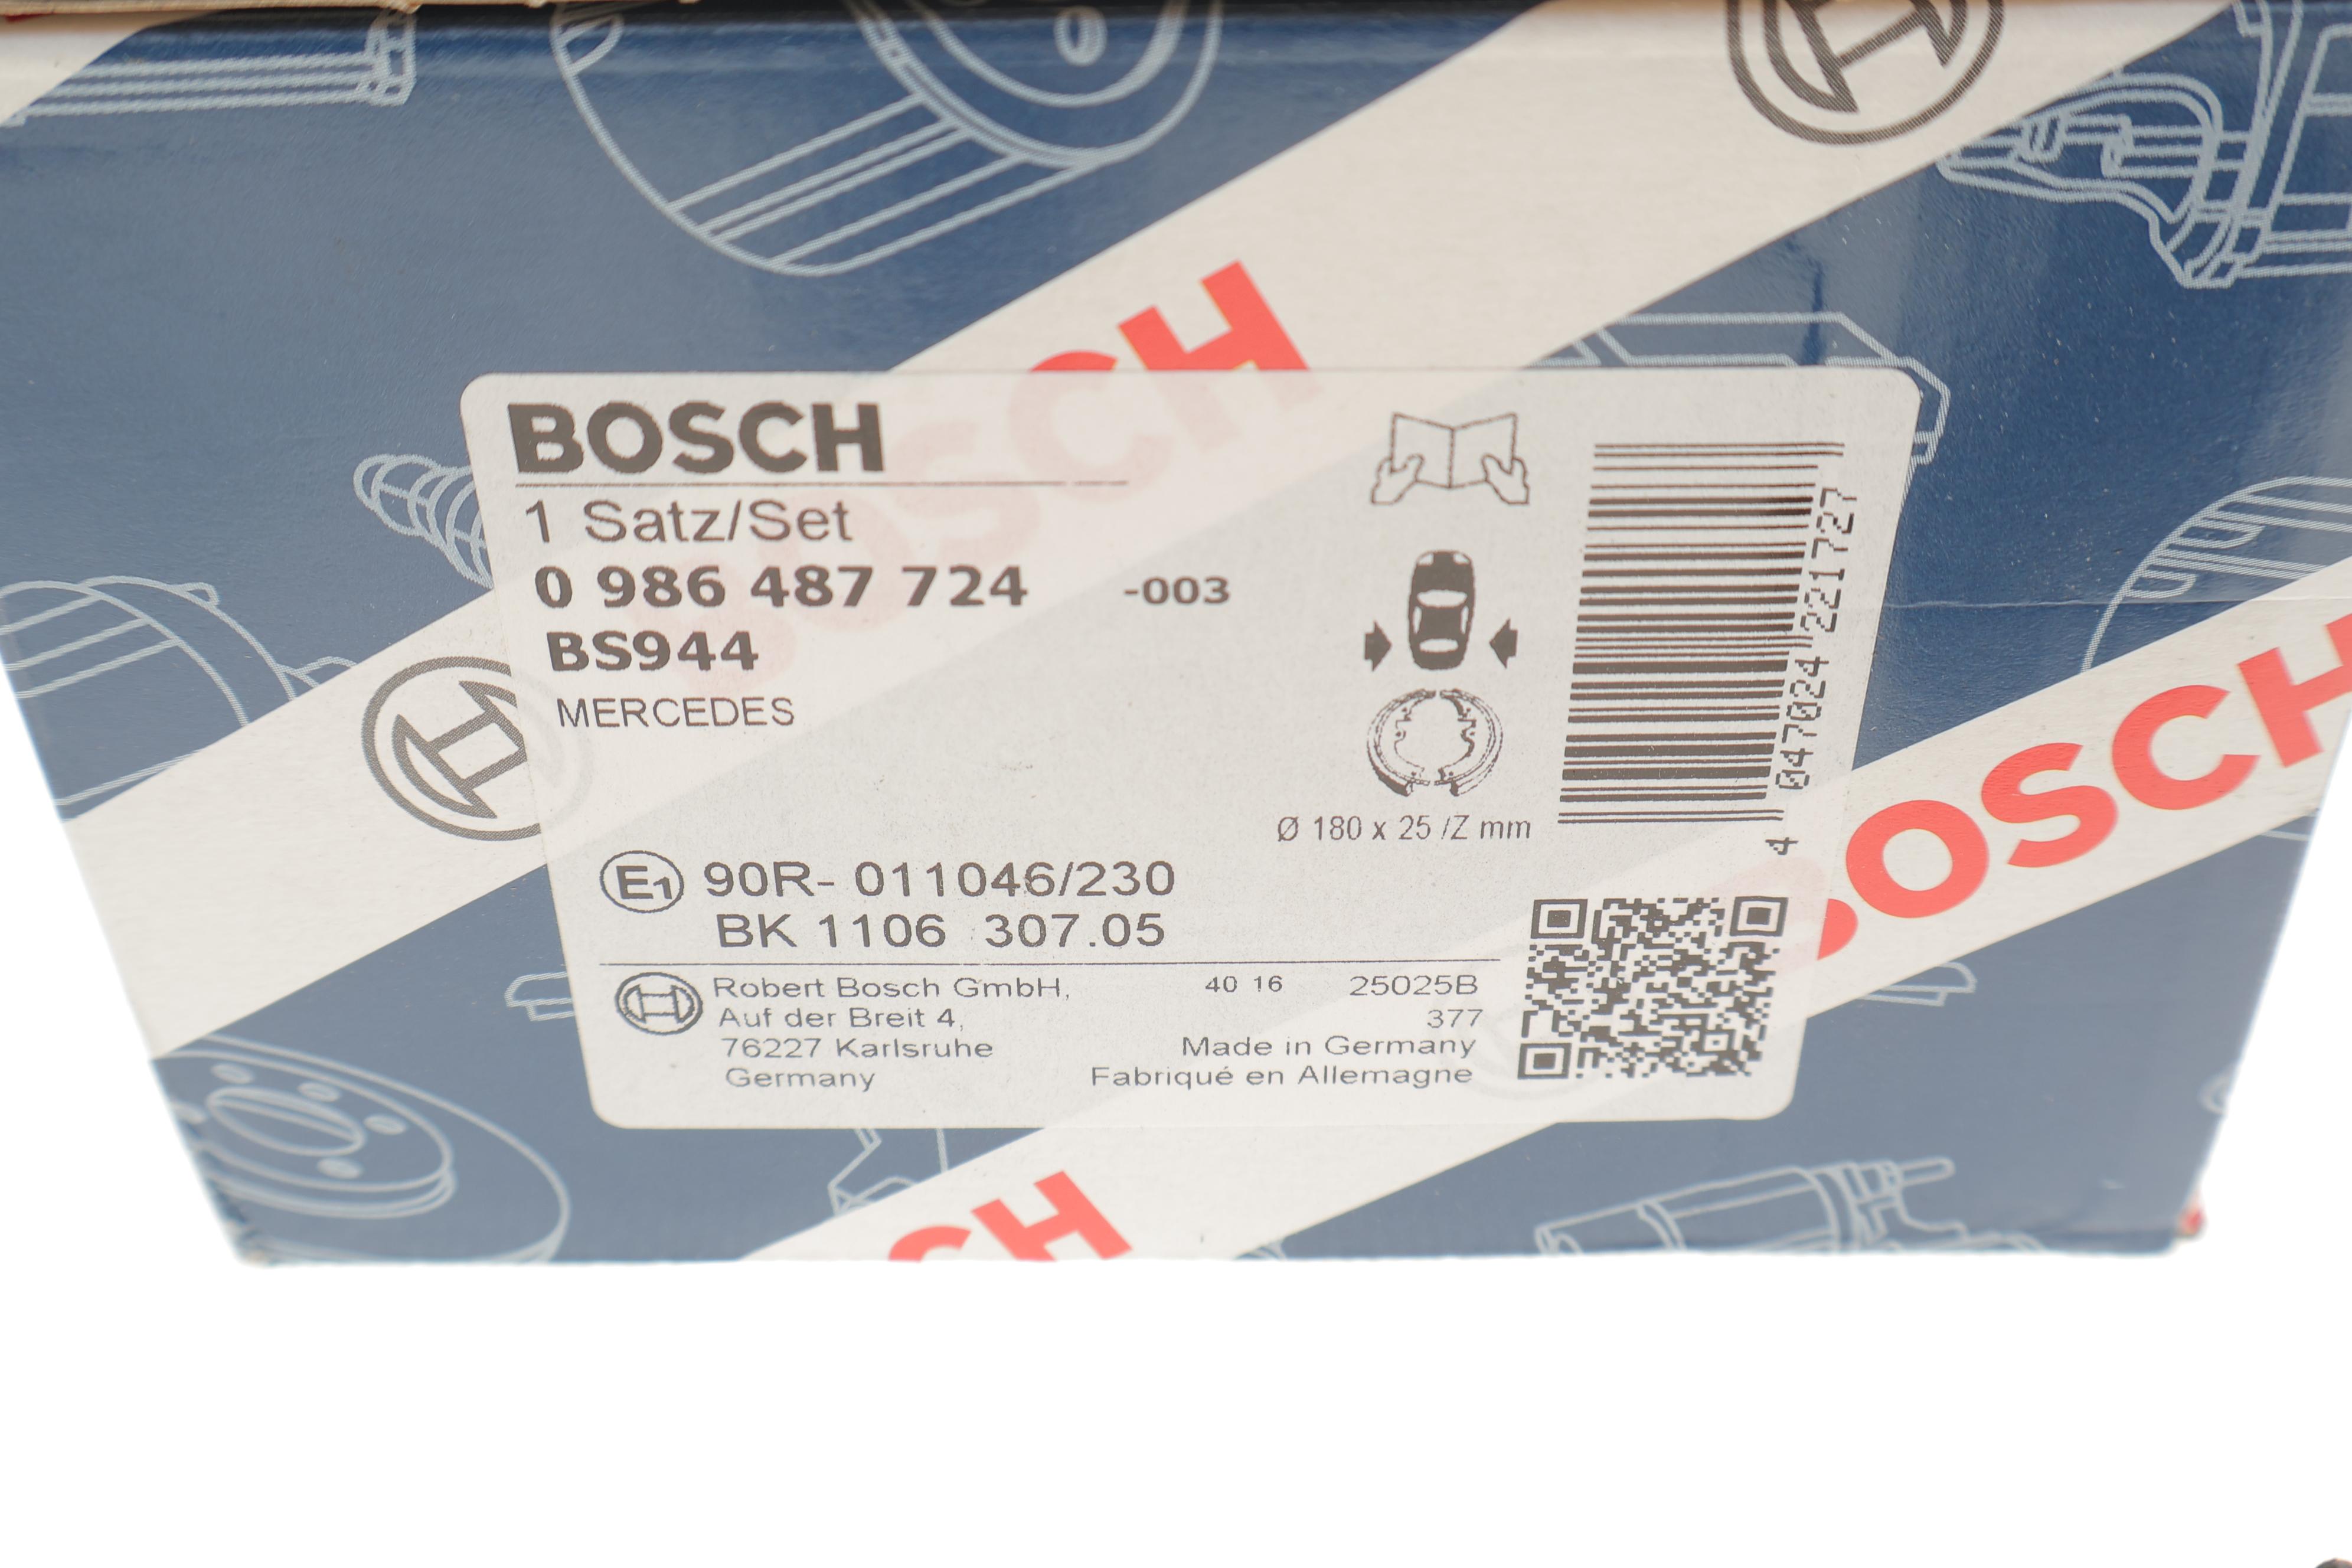 BOSCH
BOSCH
1 Satz/Set
0 986 487 724 -003
BS944
MERCEDES
Ø 180 x 25 /Z mm
4 047024 221727
E1 90R- 011046/230
BK 1106 307.05
Robert Bosch GmbH, 40 16 25025B
Auf der Breit 4, 377
76227 Karlsruhe Made in Germany
Germany Fabriqué en Allemagne
BOSCH
CH